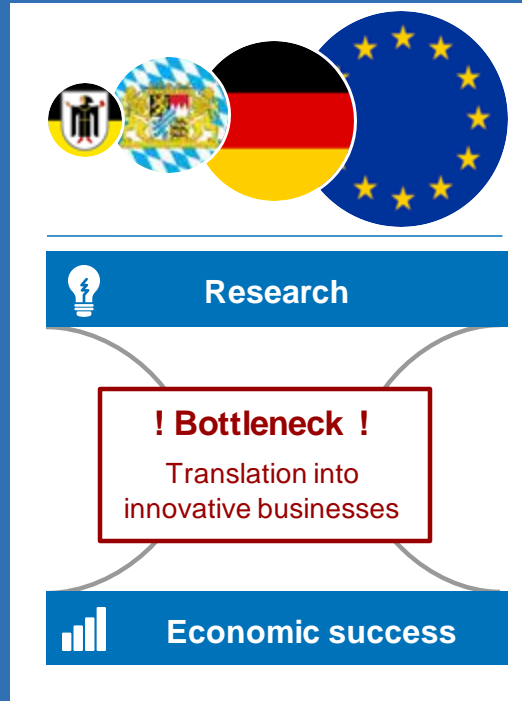 Research
! Bottleneck !
Translation into
innovative businesses
Economic success